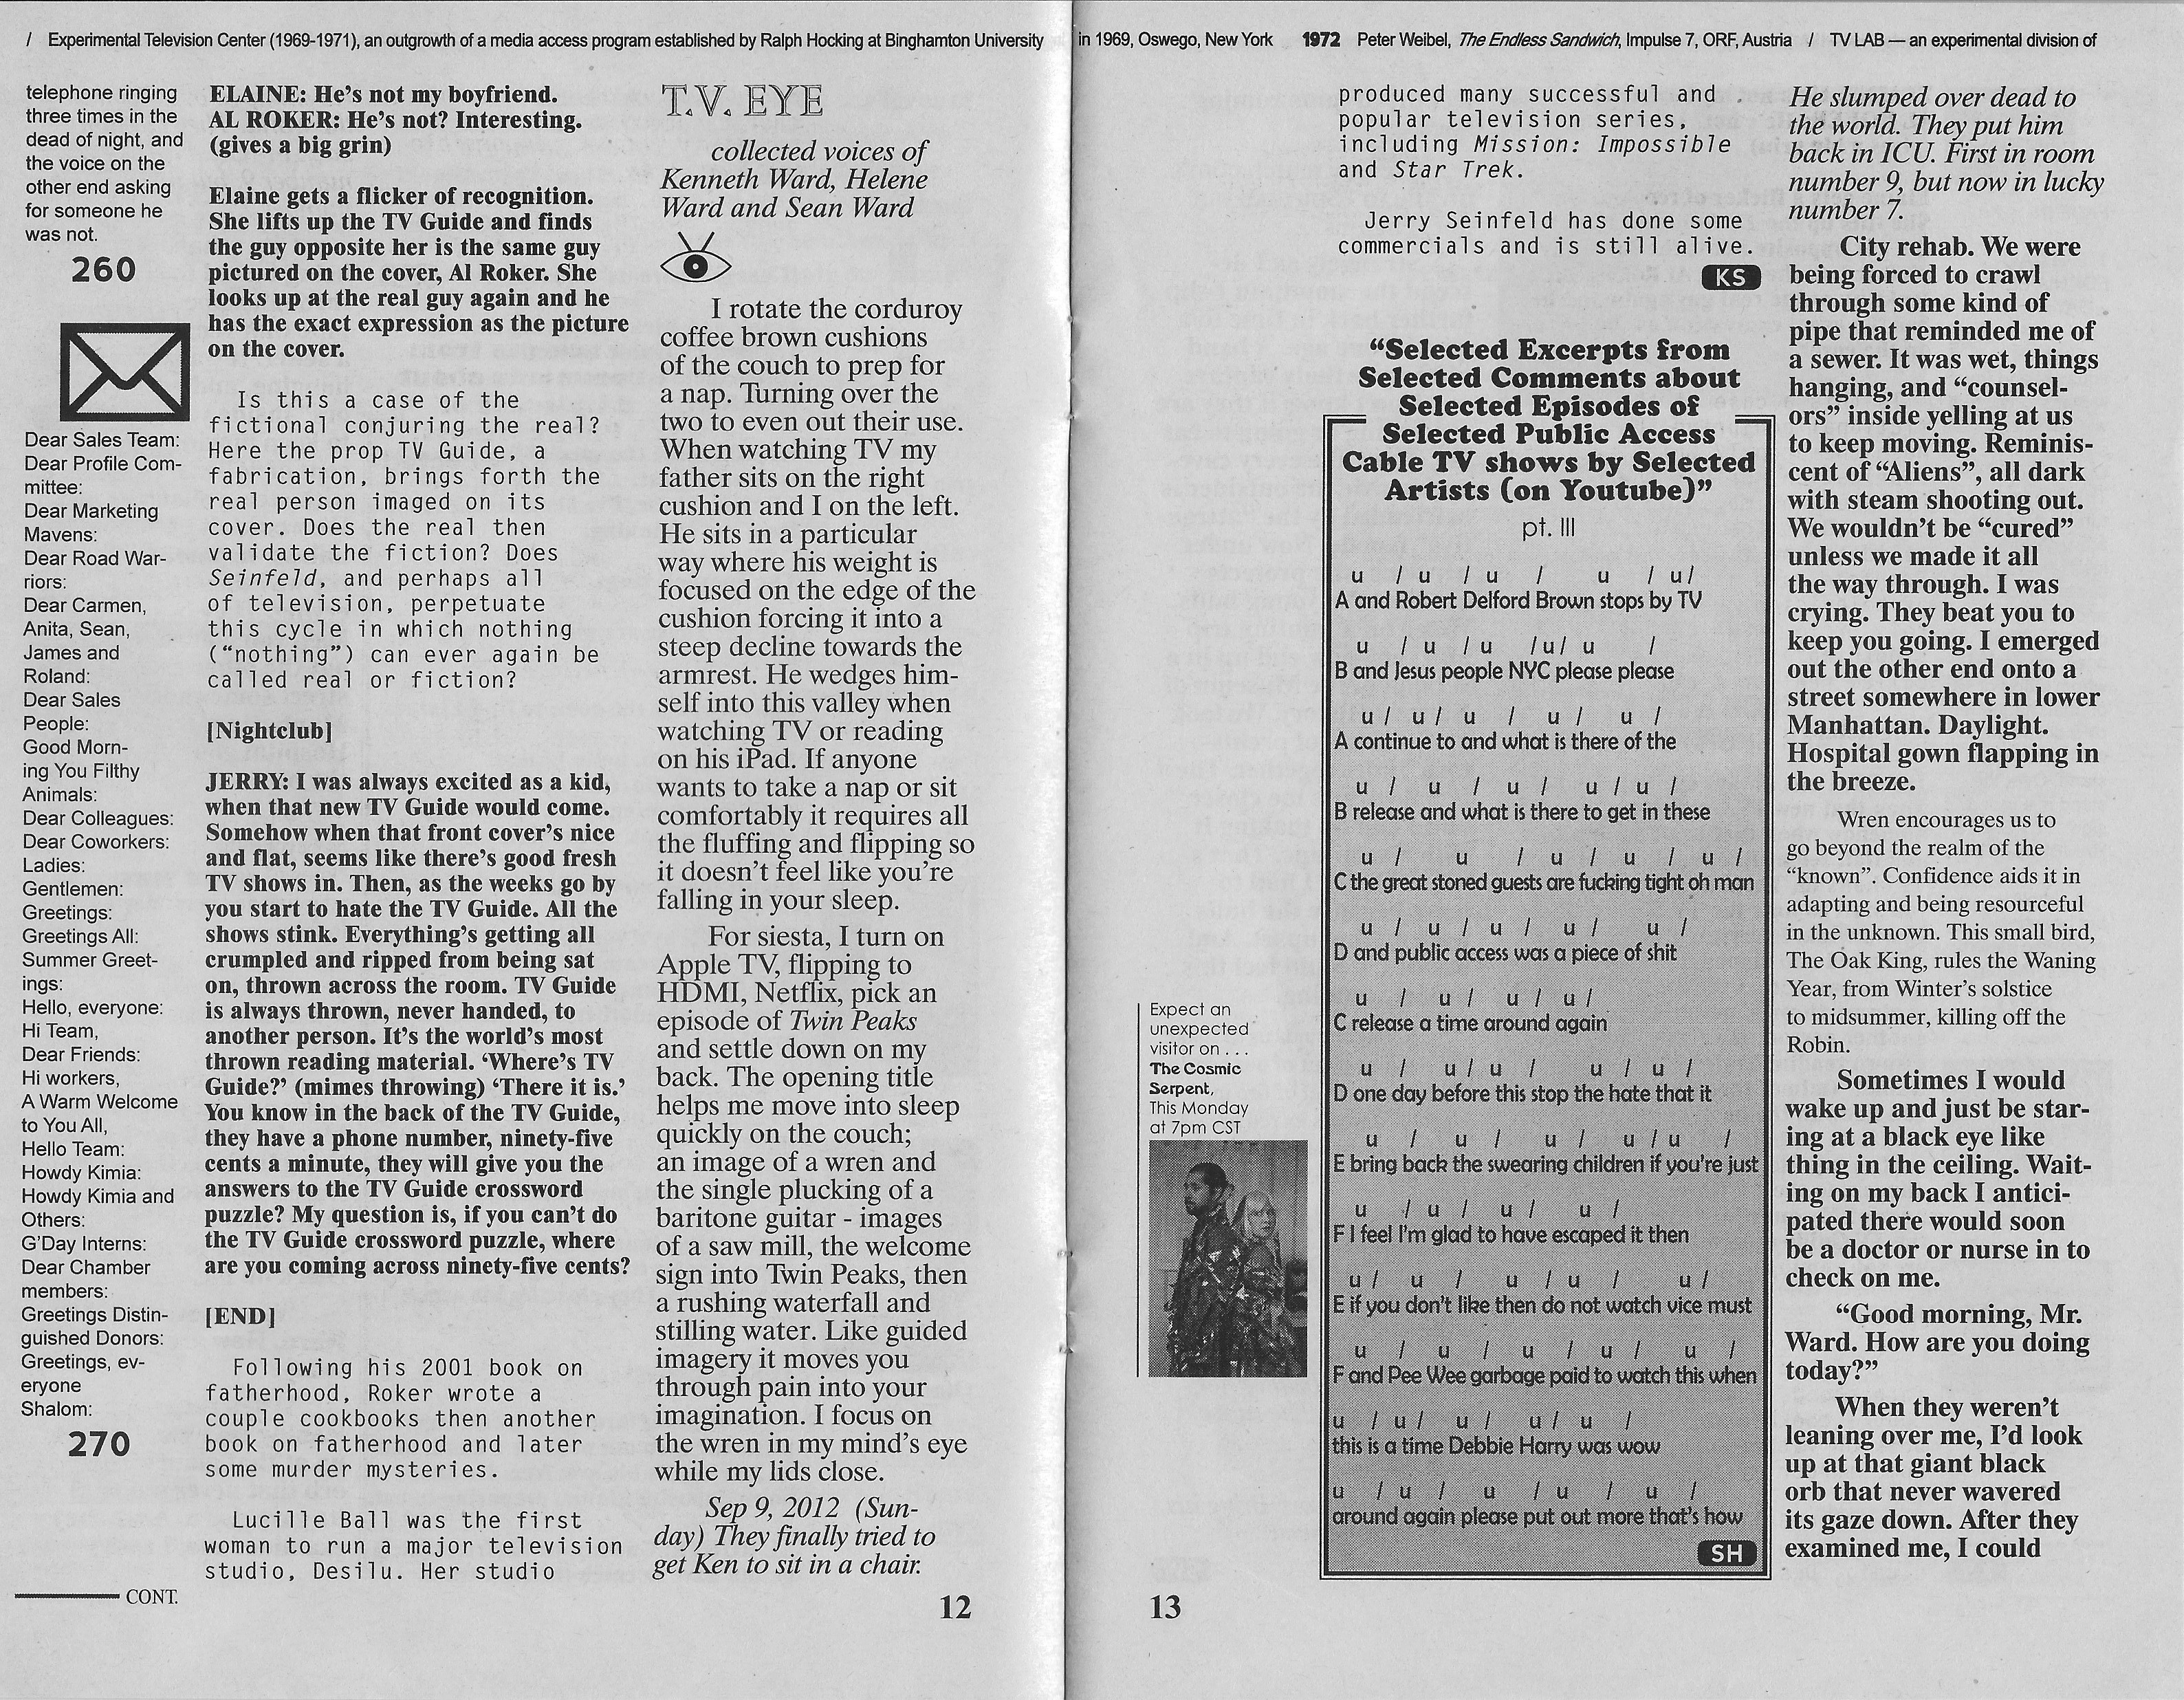 / Experimental Television Center (1969-1971), an outgrowth of a media access program established by Ralph Hocking at Binghamton University
telephone ringing
three times in the
dead of night, and
the voice on the
other end asking
for someone he
was not.
260
Dear Sales Team:
Dear Profile Com-
mittee:
Dear Marketing
Mavens:
Dear Road War-
riors:
Dear Carmen,
Anita, Sean,
James and
Roland:
Dear Sales
People:
Good Morn-
ing You Filthy
Animals:
Dear Colleagues:
Dear Coworkers:
Ladies:
Gentlemen:
Greetings:
Greetings All:
Summer Greet-
ings:
Hello, everyone:
Hi Team,
Dear Friends:
Hi workers,
A Warm Welcome
to You All,
Hello Team:
Howdy Kimia:
Howdy Kimia and
Others:
G'Day Interns:
Dear Chamber
members:
Greetings Distin-
guished Donors:
Greetings, ev-
eryone
Shalom:
270
CONT.
ELAINE: He's not my boyfriend.
AL ROKER: He's not? Interesting.
(gives a big grin)
Elaine gets a flicker of recognition.
She lifts up the TV Guide and finds
the guy opposite her is the same guy
pictured on the cover, Al Roker. She
looks up at the real guy again and he
has the exact expression as the picture
on the cover.
Is this a case of the
fictional conjuring the real?
Here the prop TV Guide, a
fabrication, brings forth the
real person imaged on its
cover. Does the real then
validate the fiction? Does
Seinfeld, and perhaps all
of television, perpetuate
this cycle in which nothing
("nothing") can ever again be
called real or fiction?
[Nightclub]
JERRY: I was always excited as a kid,
when that new TV Guide would come.
Somehow when that front cover's nice
and flat, seems like there's good fresh
TV shows in. Then, as the weeks go by
you start to hate the TV Guide. All the
shows stink. Everything's getting all
crumpled and ripped from being sat
on, thrown across the room. TV Guide
is always thrown, never handed, to
another person. It's the world's most
thrown reading material. 'Where's TV
Guide?' (mimes throwing) 'There it is.'
You know in the back of the TV Guide,
they have a phone number, ninety-five
cents a minute, they will give you the
answers to the TV Guide crossword
puzzle? My question is, if you can't do
the TV Guide crossword puzzle, where
are you coming across ninety-five cents?
[END]
Following his 2001 book on
fatherhood, Roker wrote a
couple cookbooks then another
book on fatherhood and later
some murder mysteries.
Lucille Ball was the first
woman to run a major television
studio, Desilu. Her studio
T.V. EYE
collected voices of
Kenneth Ward, Helene
Ward and Sean Ward
I rotate the corduroy
coffee brown cushions
of the couch to prep for
a nap. Turning over the
two to even out their use.
When watching TV my
father sits on the right
cushion and I on the left.
He sits in a particular
way where his weight is
focused on the edge of the
cushion forcing it into a
steep decline towards the
armrest. He wedges him-
self into this valley when
watching TV or reading
on his iPad. If anyone
wants to take a nap or sit
comfortably it requires all
the fluffing and flipping so
it doesn't feel like you're
falling in your sleep.
For siesta, I turn on
Apple TV, flipping to
HDMI, Netflix, pick an
episode of Twin Peaks
and settle down on my
back. The opening title
helps me move into sleep
quickly on the couch;
an image of a wren and
the single plucking of a
baritone guitar - images
of a saw mill, the welcome
sign into Twin Peaks, then
a rushing waterfall and
stilling water. Like guided
imagery it moves you
through pain into your
imagination. I focus on
the wren in my mind's eye
while my lids close.
Sep 9, 2012 (Sun-
day) They finally tried to
get Ken to sit in a chair.
12
in 1969, Oswego, New York 1972 Peter Weibel, The Endless Sandwich, Impulse 7, ORF, Austria / TV LAB — an experimental division of
Expect an
unexpected
visitor on . . .
The Cosmic
Serpent,
This Monday
at 7pm CST
13
produced many successful and
popular television series,
including Mission: Impossible
and Star Trek.
Jerry Seinfeld has done some
commercials and is still alive.
KS
"Selected Excerpts from
Selected Comments about
Selected Episodes of
Selected Public Access
Cable TV shows by Selected
Artists (on Youtube)"
pt. III
u / u / u / u / u /
A and Robert Delford Brown stops by TV
u / u / u / u / u /
B and Jesus people NYC please please
u / u / u / u / u /
A continue to and what is there of the
u / u / u / u / u /
B release and what is there to get in these
u / u / u / u / u /
C the great stoned guests are fucking tight oh man
u / u / u / u / u /
D and public access was a piece of shit
u / u / u / u /
C release a time around again
u / u / u / u / u /
D one day before this stop the hate that it
u / u / u / u / u /
E bring back the swearing children if you're just
u / u / u / u /
F I feel I'm glad to have escaped it then
u / u / u / u / u /
E if you don't like then do not watch vice must
u / u / u / u / u /
F and Pee Wee garbage paid to watch this when
u / u / u / u / u /
this is a time Debbie Harry was wow
u / u / u / u / u /
around again please put out more that's how
SH
He slumped over dead to
the world. They put him
back in ICU. First in room
number 9, but now in lucky
number 7.
City rehab. We were
being forced to crawl
through some kind of
pipe that reminded me of
a sewer. It was wet, things
hanging, and "counsel-
ors" inside yelling at us
to keep moving. Reminis-
cent of "Aliens", all dark
with steam shooting out.
We wouldn't be "cured"
unless we made it all
the way through. I was
crying. They beat you to
keep you going. I emerged
out the other end onto a
street somewhere in lower
Manhattan. Daylight.
Hospital gown flapping in
the breeze.
Wren encourages us to
go beyond the realm of the
"known". Confidence aids it in
adapting and being resourceful
in the unknown. This small bird,
The Oak King, rules the Waning
Year, from Winter's solstice
to midsummer, killing off the
Robin.
Sometimes I would
wake up and just be star-
ing at a black eye like
thing in the ceiling. Wait-
ing on my back I antici-
pated there would soon
be a doctor or nurse in to
check on me.
"Good morning, Mr.
Ward. How are you doing
today?"
When they weren't
leaning over me, I'd look
up at that giant black
orb that never wavered
its gaze down. After they
examined me, I could